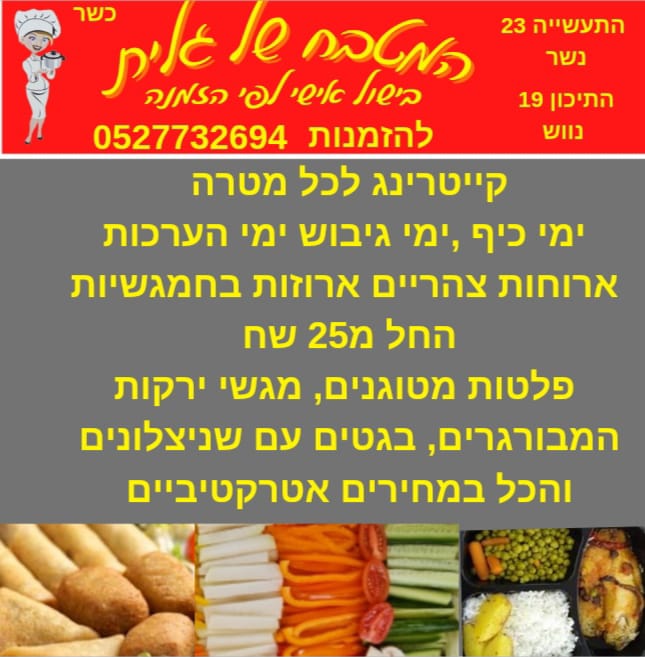 כשר
המטבח של גלית
בישול אישי לפי הזמנה
להזמנות 0527732694
התעשייה 23
נשר
התיכון 19
נווש
קייטרינג לכל מטרה
ימי כיף ,ימי גיבוש ימי הערכות
ארוחות צהריים ארוזות בחמגשיות
החל מ25 שח
פלטות מטוגנים, מגשי ירקות
המבורגרים, בגטים עם שניצלונים
והכל במחירים אטרקטיביים